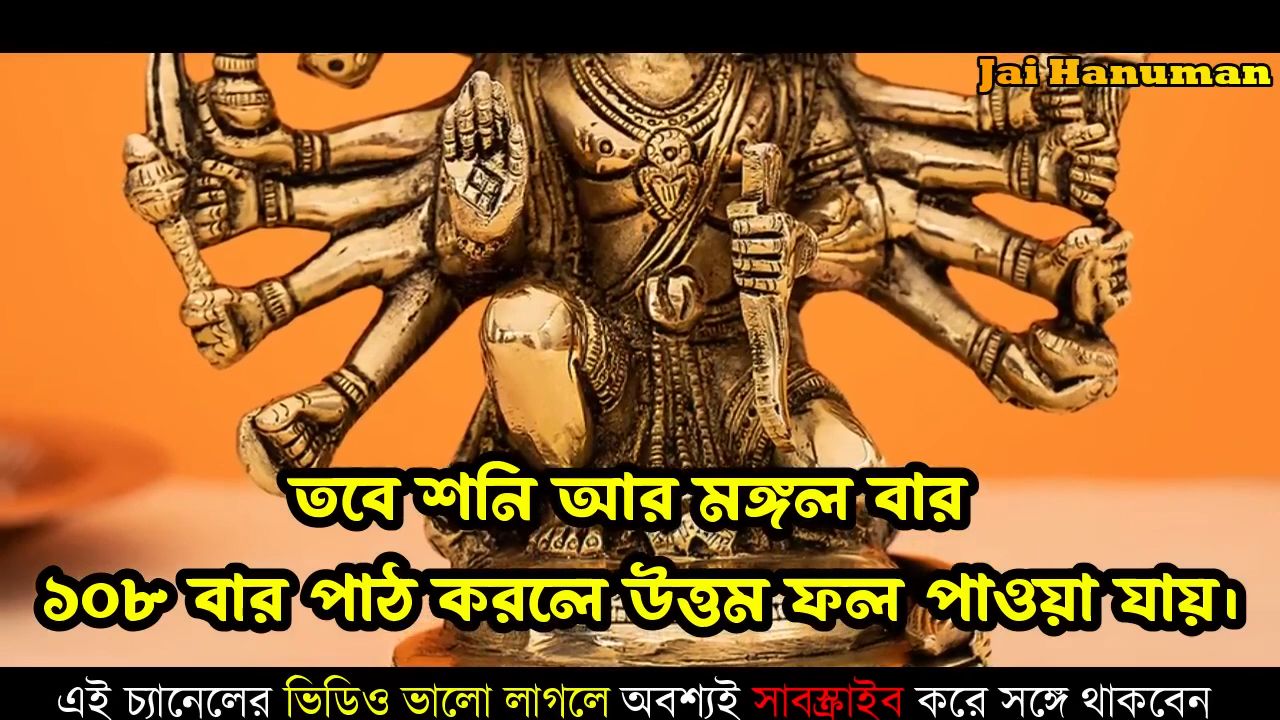 Jai Hanuman
তবে শনি আর মঙ্গল বার
১০৮ বার পাঠ করলে উত্তম ফল পাওয়া যায়।
এই চ্যানেলের ভিডিও ভালো লাগলে অবশ্যই সাবস্ক্রাইব করে সঙ্গে থাকবেন